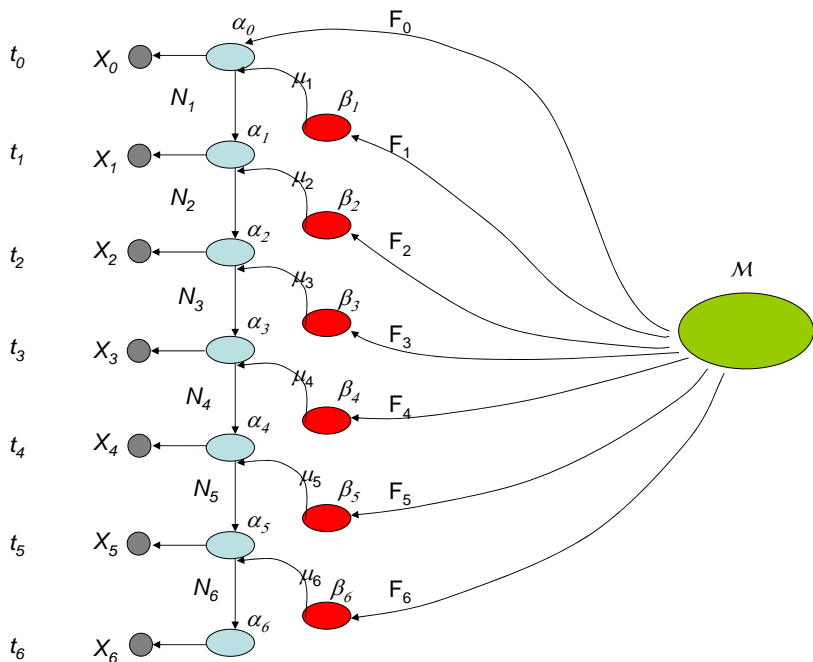 α₀ F₀
t₀ X₀
μ₁
N₁ β₁
α₁ F₁
t₁ X₁
μ₂
N₂ β₂
α₂ F₂
t₂ X₂ ℳ
μ₃
N₃ β₃
α₃ F₃
t₃ X₃
μ₄
N₄ β₄
α₄ F₄
t₄ X₄
μ₅
N₅ β₅
F₅
α₅
t₅ X₅
μ₆
N₆ β₆ F₆
α₆
t₆ X₆